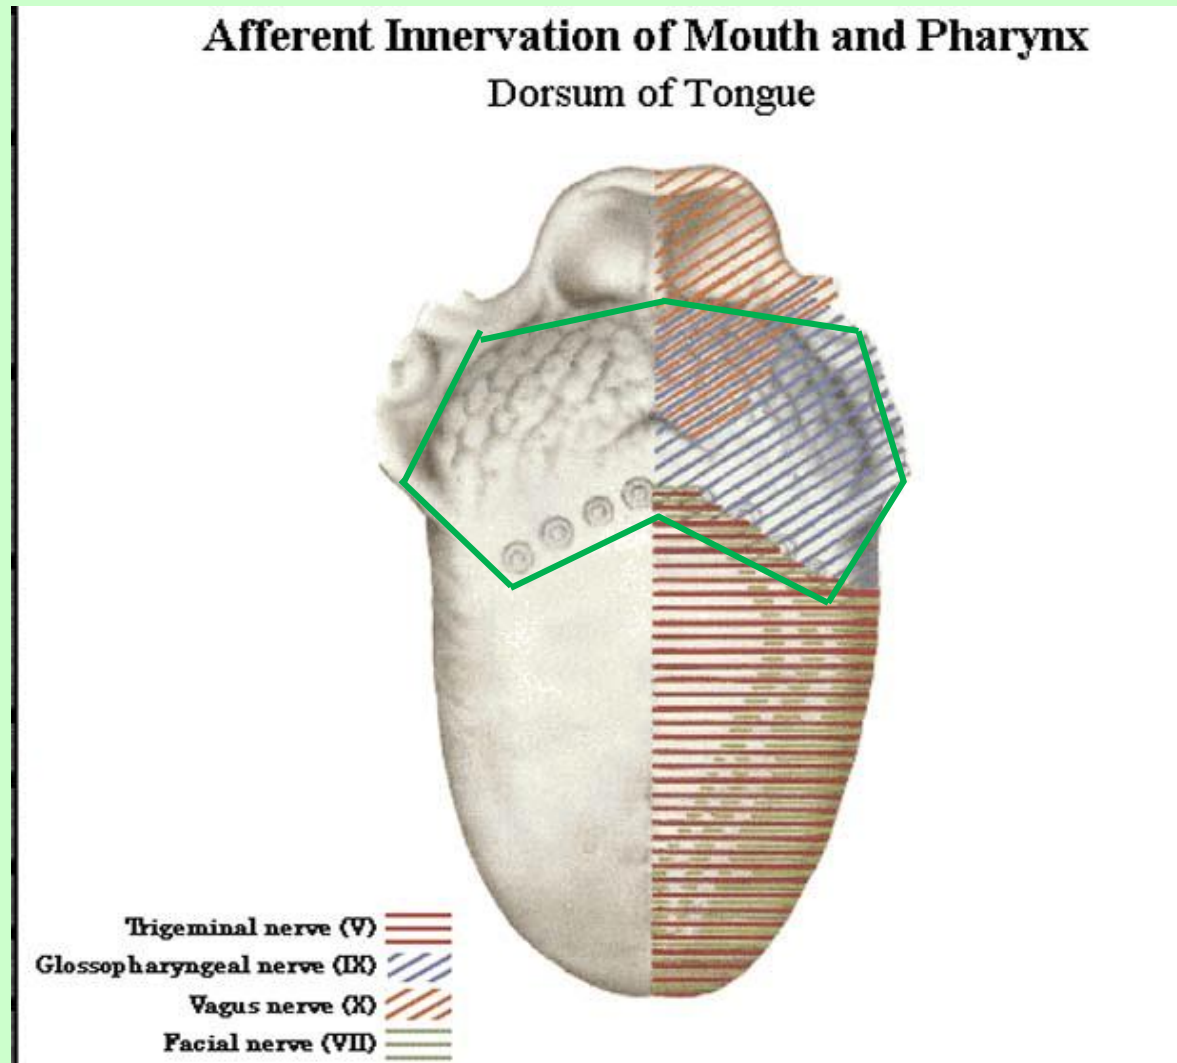 Afferent Innervation of Mouth and Pharynx
Dorsum of Tongue
Trigeminal nerve (V)
Glossopharyngeal nerve (IX)
Vagus nerve (X)
Facial nerve (VII)